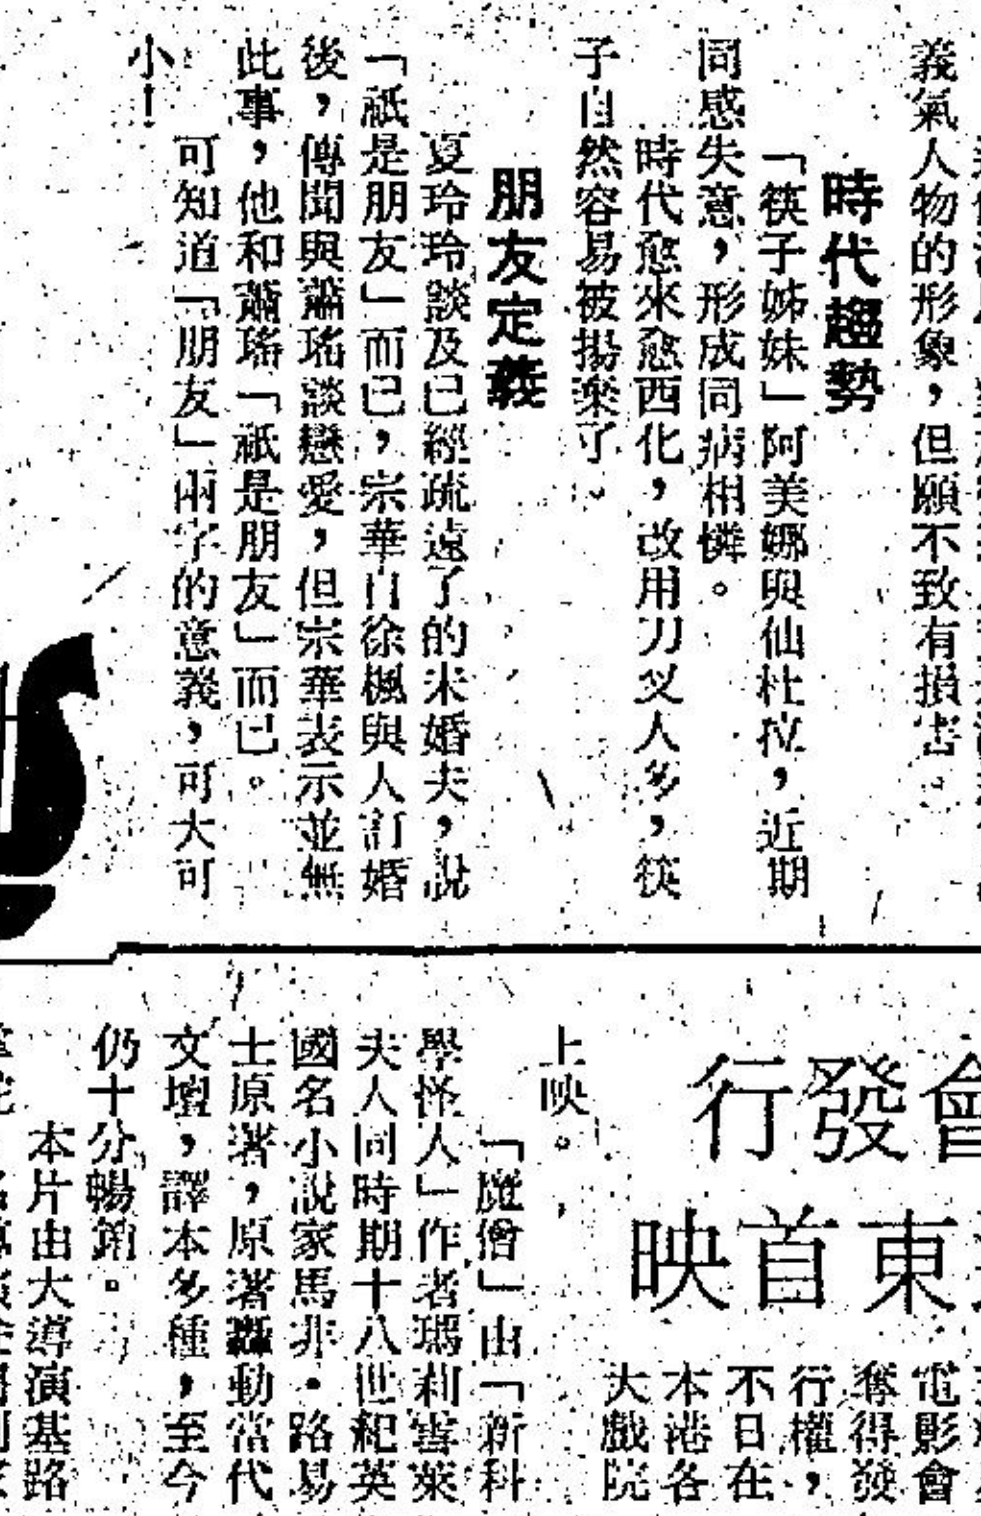 義氣人物的形象，但願不致有損害。
時代趨勢
「筷子姊妹」阿美娜與仙杜拉，近期
同感失意，形成同病相憐。
時代愈來愈西化，改用刀叉人多，筷
子自然容易被揚棄了。
朋友定義
夏玲玲談及已經疏遠了的未婚夫，說
「祇是朋友」而已，宗華自徐楓與人訂婚
後，傳聞與蕭瑤談戀愛，但宗華表示並無
此事，他和蕭瑤「祇是朋友」而已。
可知道「朋友」兩字的意義，可大可
小！
會發行
東首映
電影會
奪得發
行權，
不日在
本港各
大戲院
上映。
「魔僧」由「新科
學怪人」作者瑪莉雪萊
夫人同時期十八世紀英
國名小說家馬非·路易
士原著，原著轟動當代
文壇，譯本多種，至今
仍十分暢銷。
本片由大導演基路